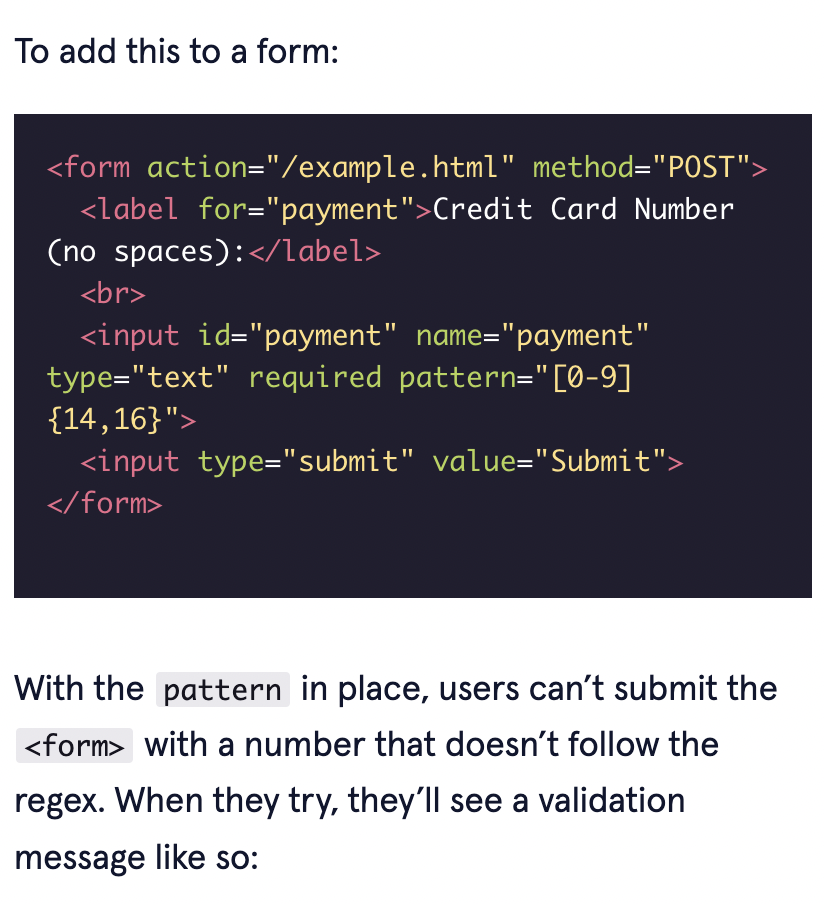 To add this to a form:
<form action="/example.html" method="POST">
  <label for="payment">Credit Card Number
(no spaces):</label>
  <br>
  <input id="payment" name="payment"
type="text" required pattern="[0-9]
{14,16}">
  <input type="submit" value="Submit">
</form>
With the pattern in place, users can’t submit the
<form> with a number that doesn’t follow the
regex. When they try, they’ll see a validation
message like so: